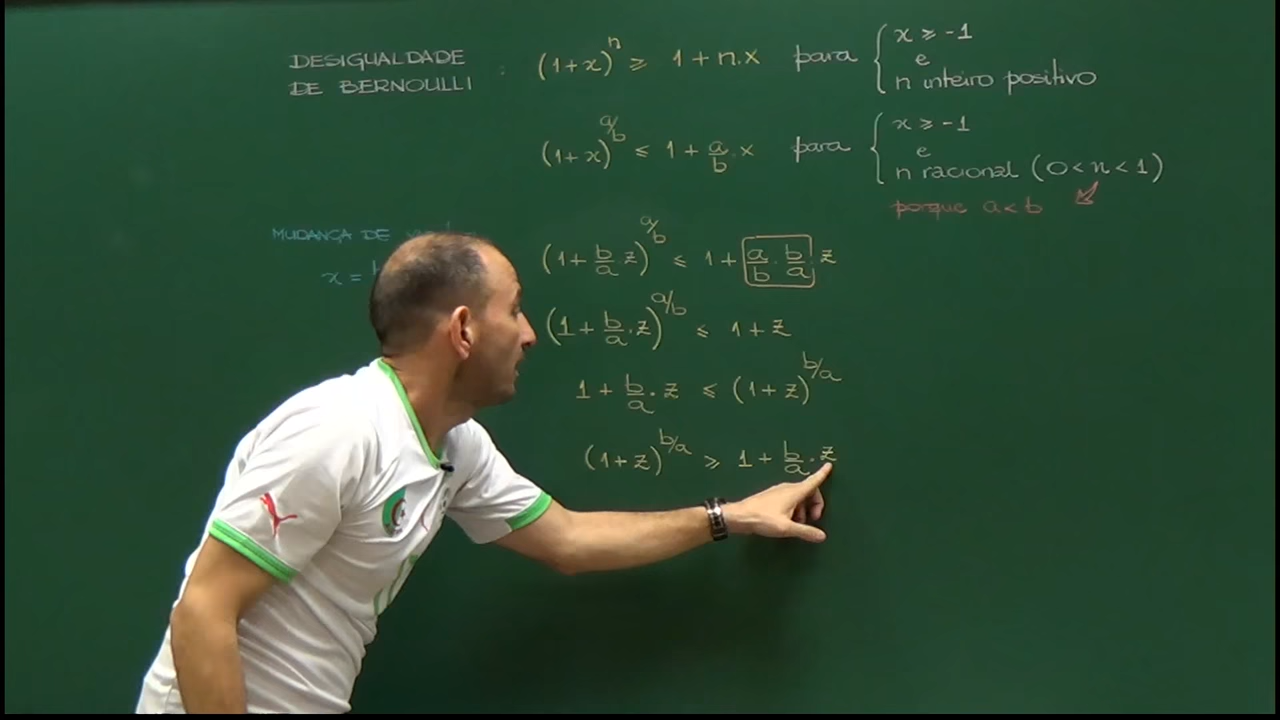 DESIGUALDADE
DE BERNOULLI : (1+x)^n ≥ 1 + n.x para { x ≥ -1
e
n inteiro positivo
(1+x)^a/b ≤ 1 + a/b . x para { x ≥ -1
e
n racional (0 < n < 1)
porque a < b
MUDANÇA DE
x =
(1 + b/a . z)^a/b ≤ 1 + a/b . b/a . z
(1 + b/a . z)^a/b ≤ 1 + z
1 + b/a . z ≤ (1 + z)^b/a
(1 + z)^b/a ≥ 1 + b/a . z